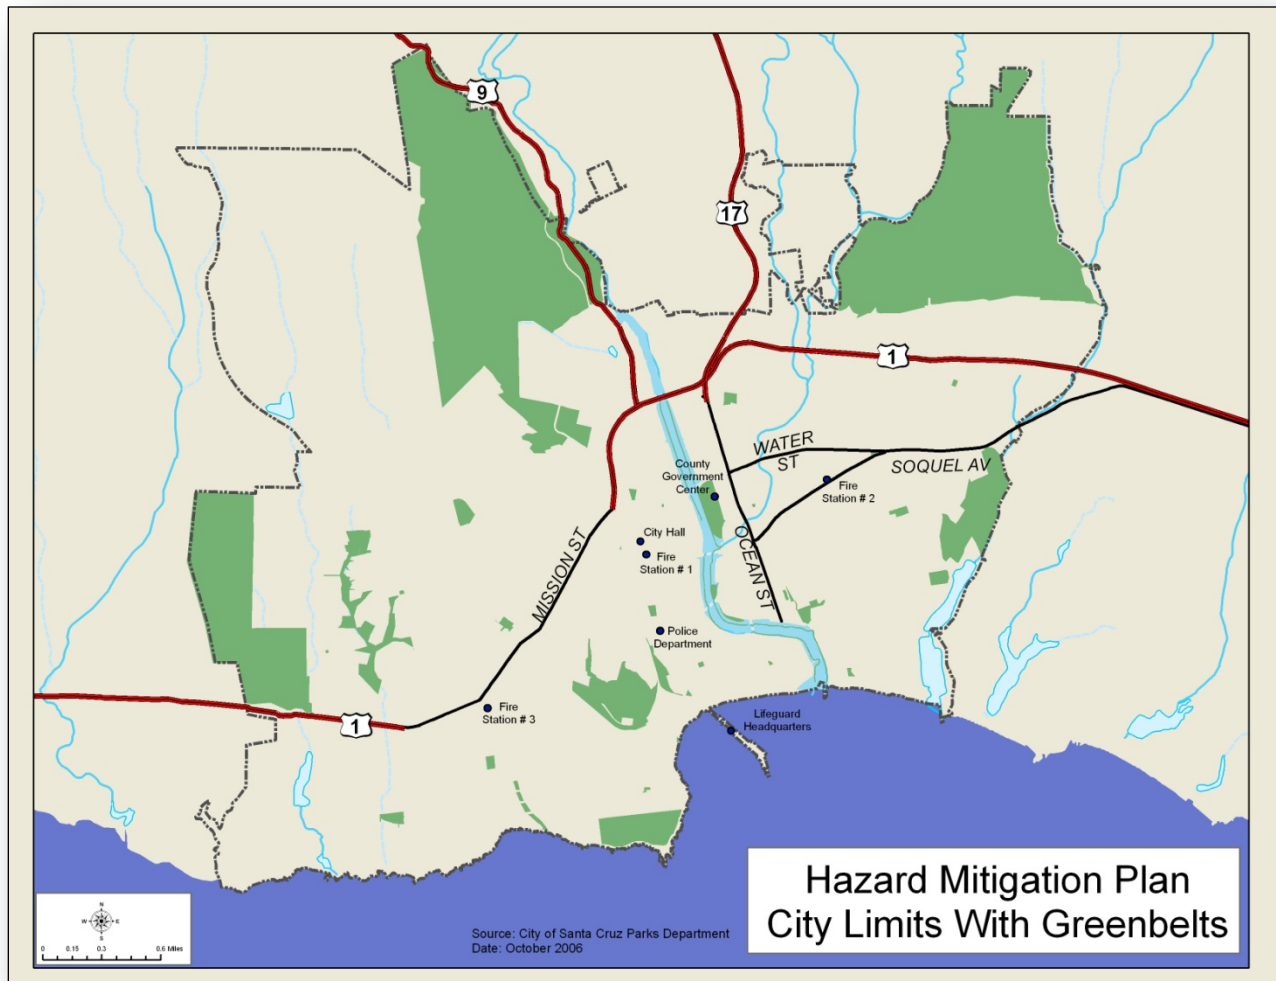 9
17
1
WATER
ST
SOQUEL AV
County
Government
Center
Fire
Station # 2
City Hall
Fire
Station # 1
OCEAN ST
MISSION ST
Police
Department
Fire
Station # 3
1
Lifeguard
Headquarters
Hazard Mitigation Plan
City Limits With Greenbelts
N
W E
S
0 0.15 0.3 0.6 Miles
Source: City of Santa Cruz Parks Department
Date: October 2006